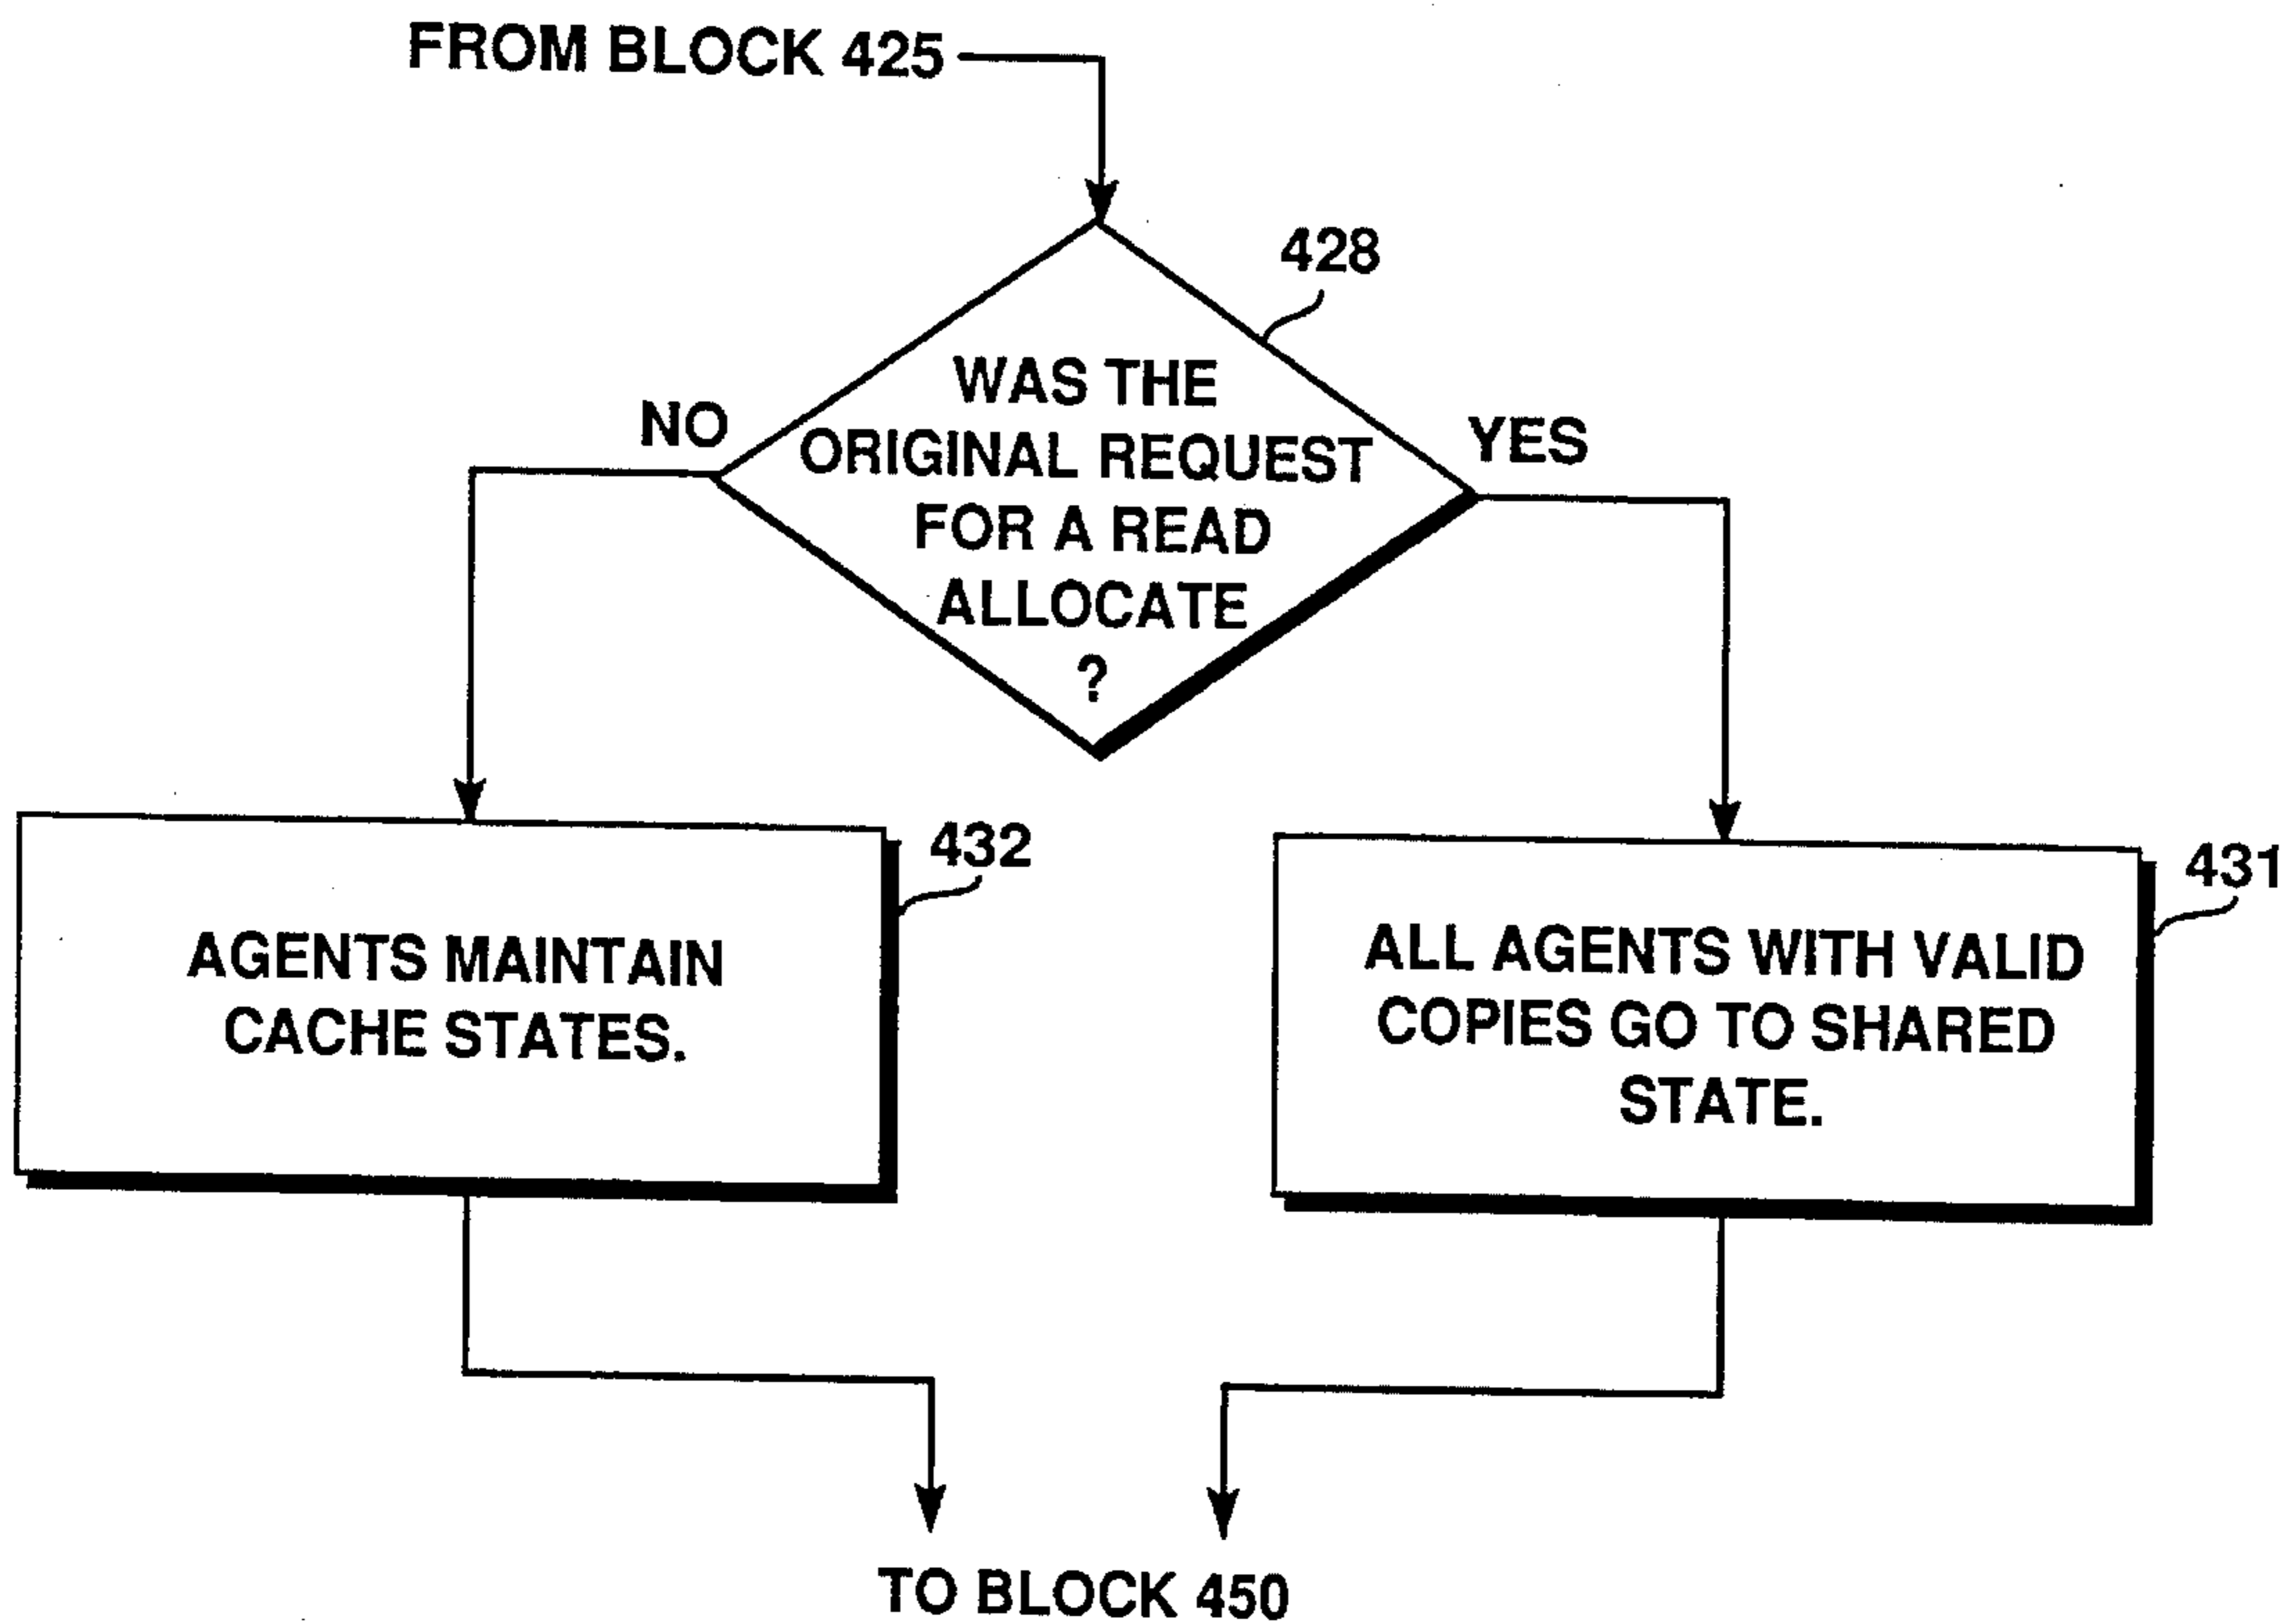 FROM BLOCK 425
428
WAS THE
ORIGINAL REQUEST
FOR A READ
ALLOCATE
?
NO
YES
432
AGENTS MAINTAIN
CACHE STATES.
431
ALL AGENTS WITH VALID
COPIES GO TO SHARED
STATE.
TO BLOCK 450